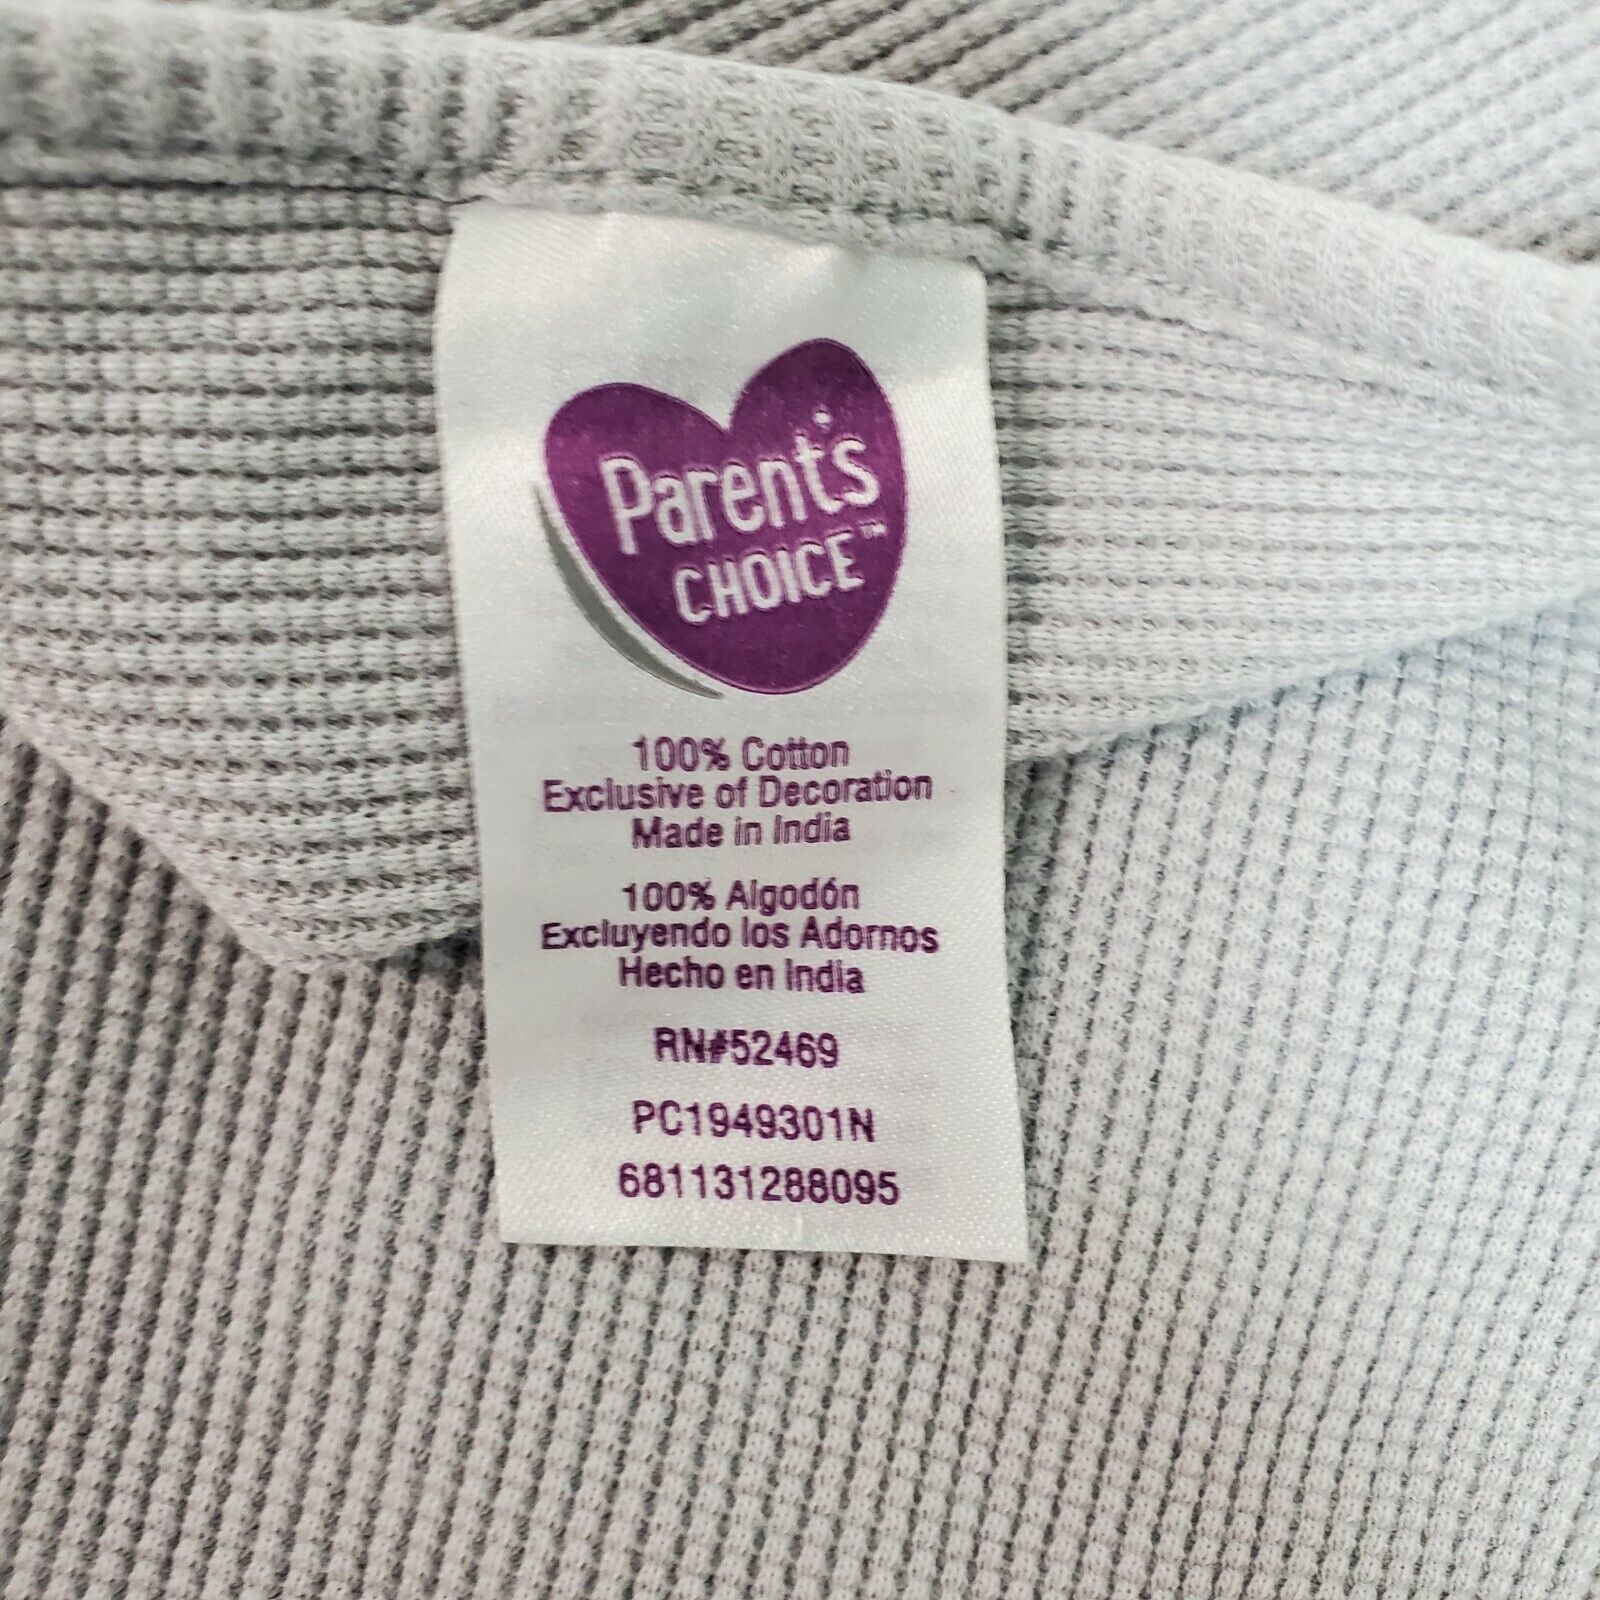 Parent's
CHOICE™
100% Cotton
Exclusive of Decoration
Made in India
100% Algodón
Excluyendo los Adornos
Hecho en India
RN#52469
PC1949301N
681131288095